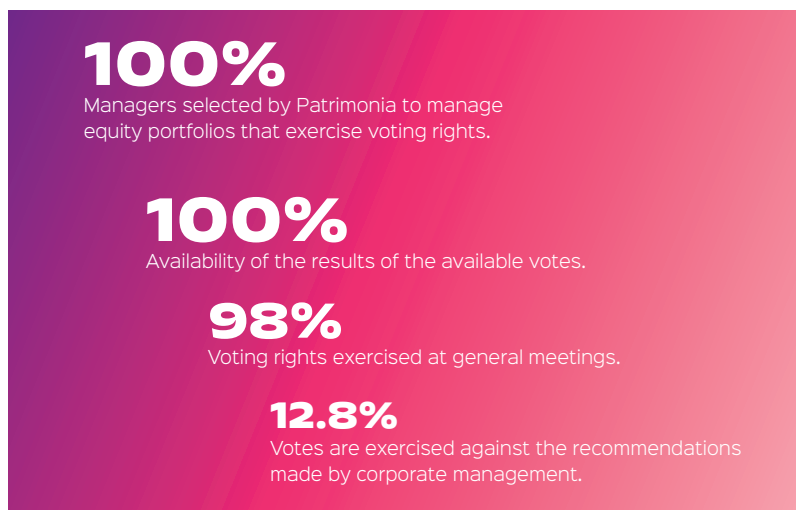 100%
Managers selected by Patrimonia to manage
equity portfolios that exercise voting rights.
100%
Availability of the results of the available votes.
98%
Voting rights exercised at general meetings.
12.8%
Votes are exercised against the recommendations
made by corporate management.